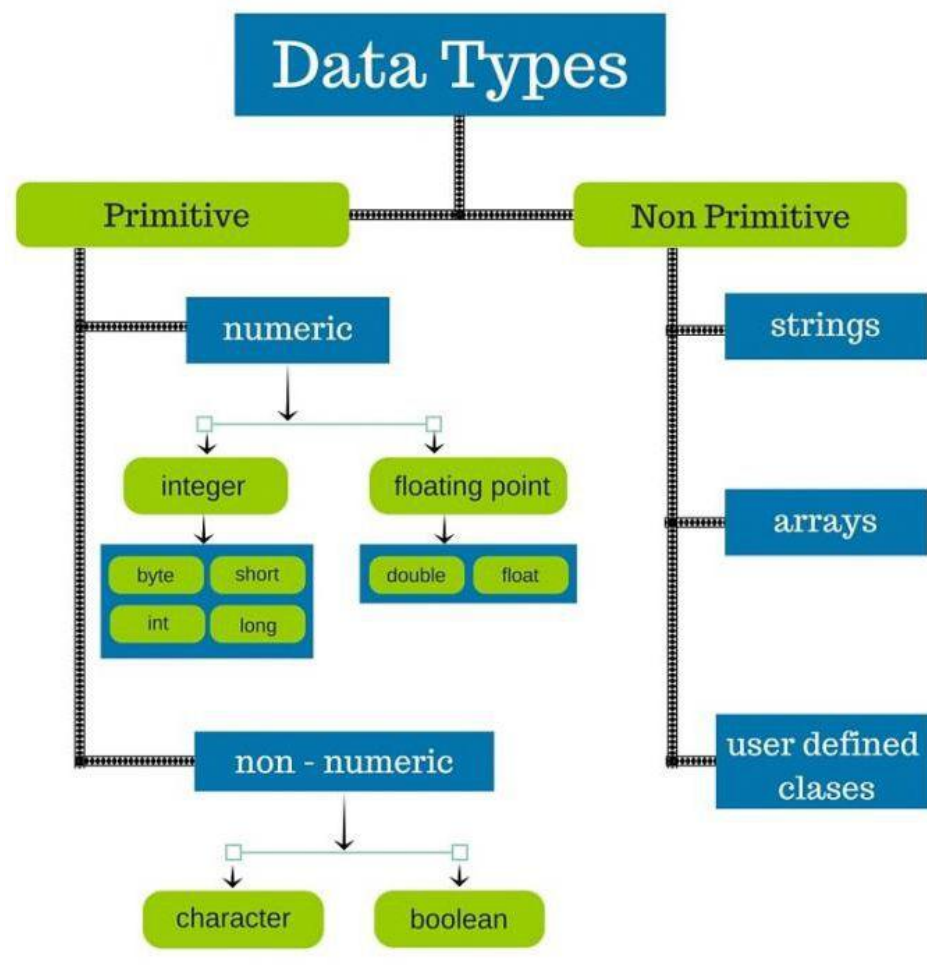 Data Types
Primitive
Non Primitive
numeric
strings
integer
floating point
byte
short
double
float
int
long
arrays
non - numeric
user defined
clases
character
boolean